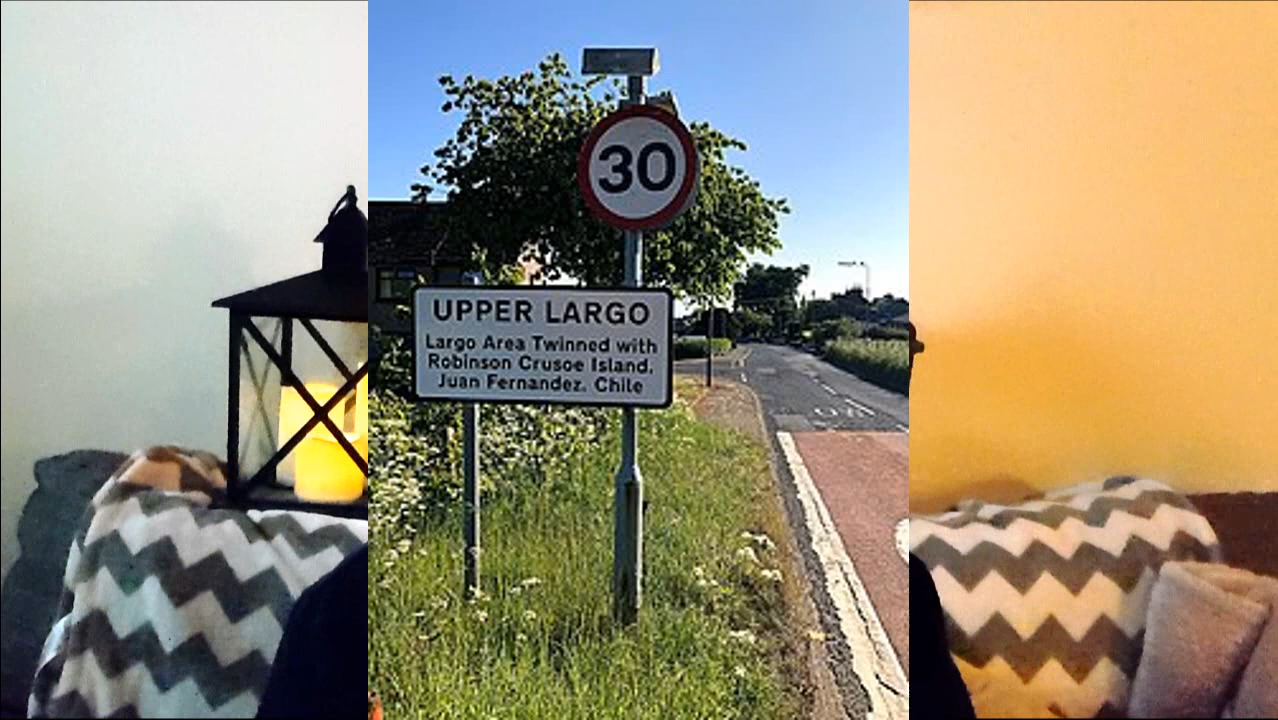 30
UPPER LARGO
Largo Area Twinned with
Robinson Crusoe Island.
Juan Fernandez. Chile